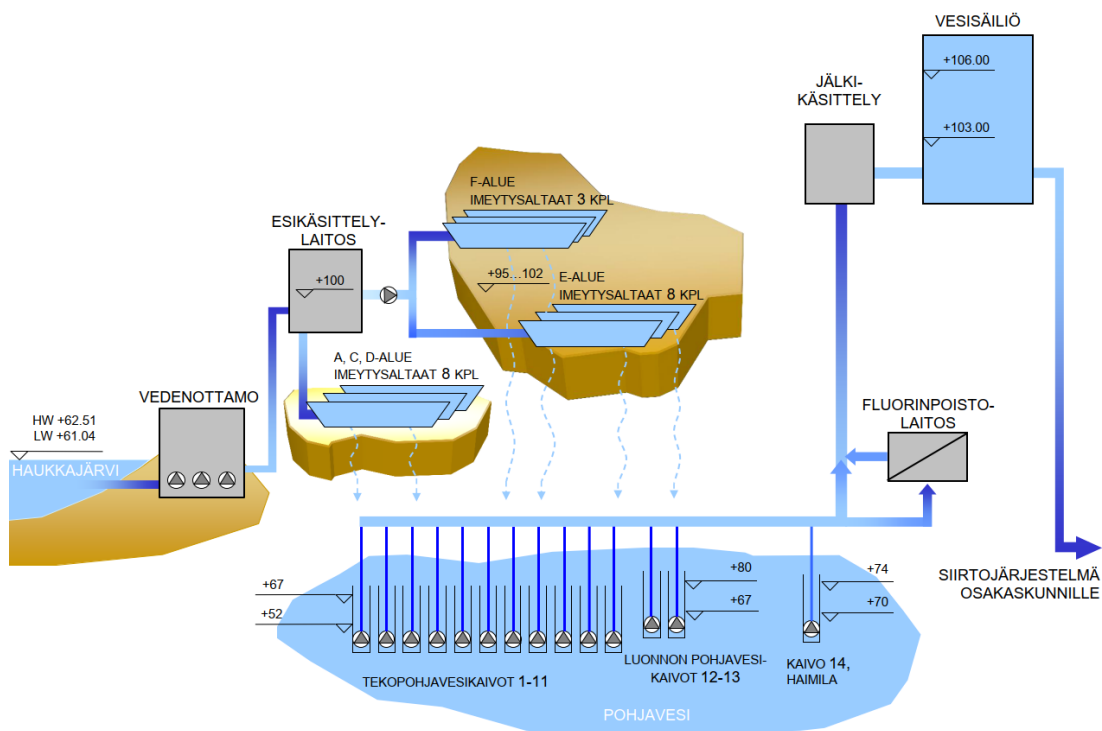 VESISÄILIÖ
+106.00
+103.00
JÄLKI-
KÄSITTELY
F-ALUE
IMEYTYSALTAAT 3 KPL
ESIKÄSITTELY-
LAITOS
+100
+95...102
E-ALUE
IMEYTYSALTAAT 8 KPL
A, C, D-ALUE
IMEYTYSALTAAT 8 KPL
VEDENOTTAMO
HW +62.51
LW +61.04
HAUKKAJÄRVI
FLUORINPOISTO-
LAITOS
+67
+52
+80
+67
+74
+70
SIIRTOJÄRJESTELMÄ
OSAKASKUNNILLE
TEKOPOHJAVESIKAIVOT 1-11
LUONNON POHJAVESI-
KAIVOT 12-13
KAIVO 14,
HAIMILA
POHJAVESI